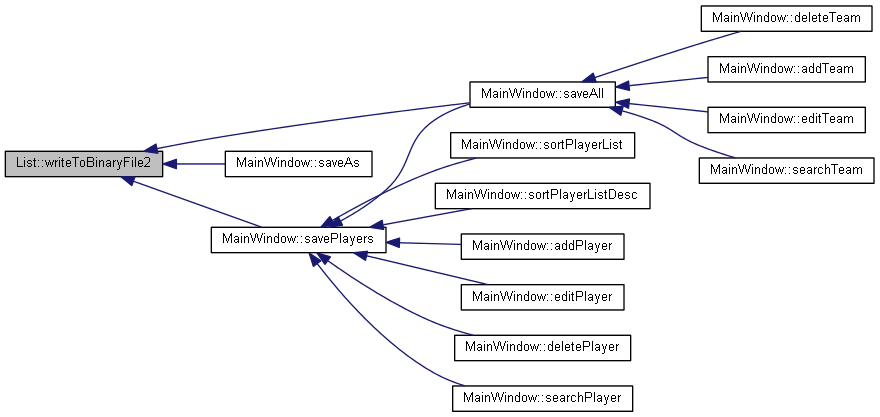 MainWindow::deleteTeam
MainWindow::addTeam
MainWindow::saveAll
MainWindow::editTeam
MainWindow::sortPlayerList
List::writeToBinaryFile2
MainWindow::saveAs
MainWindow::searchTeam
MainWindow::sortPlayerListDesc
MainWindow::savePlayers
MainWindow::addPlayer
MainWindow::editPlayer
MainWindow::deletePlayer
MainWindow::searchPlayer